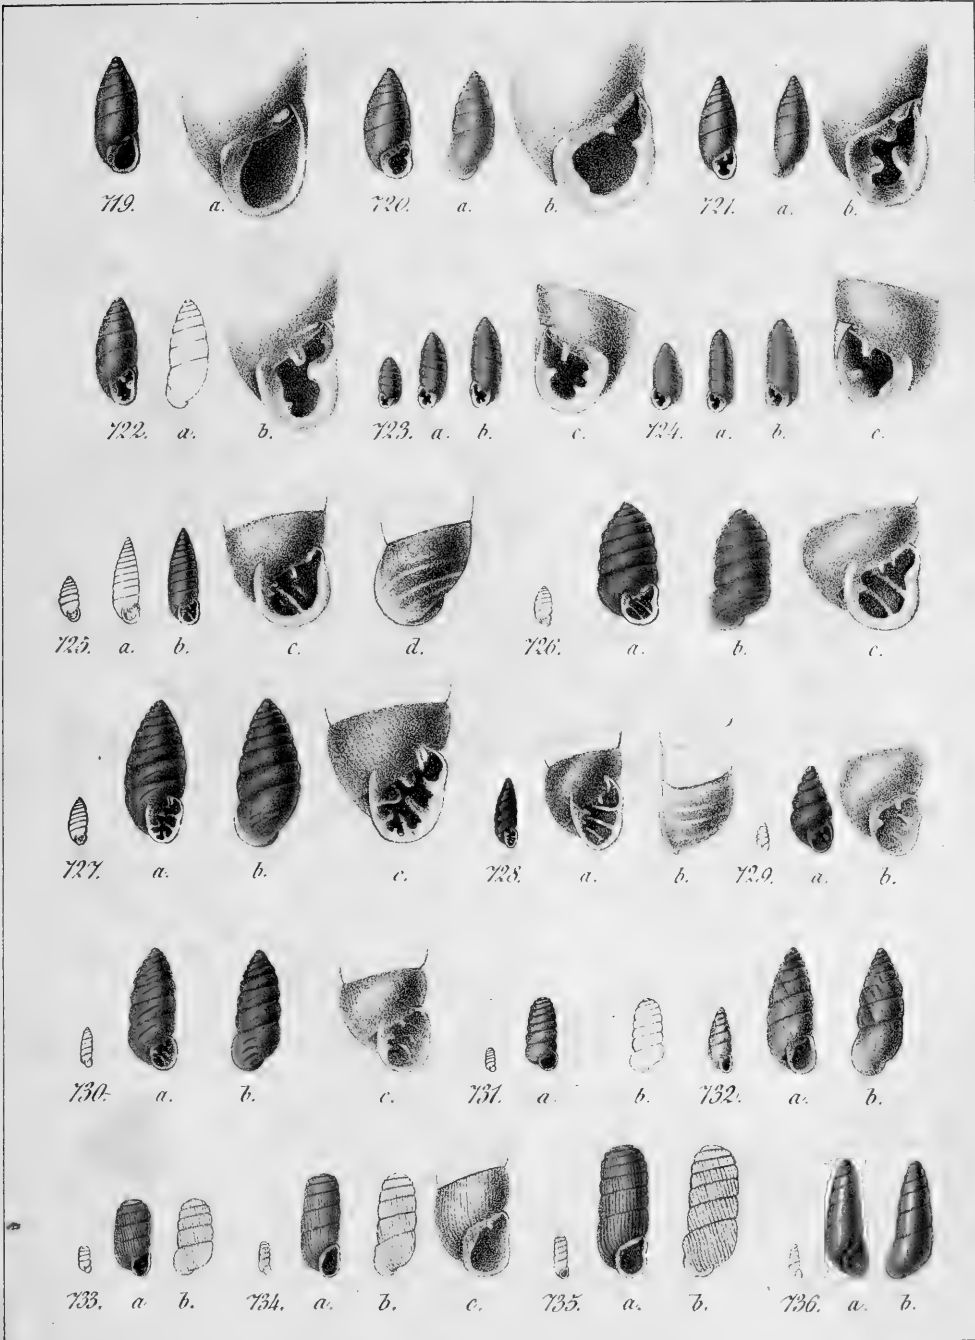 719. a. 720. a. b. 721. a. b.
722. a. b. 723. a. b. c. 724. a. b. c.
725. a. b. c. d. 726. a. b. c.
727. a. b. c. 728. a. b. 729. a. b.
730. a. b. c. 731. a. b. 732. a. b.
733. a. b. 734. a. b. c. 735. a. b. 736. a. b.